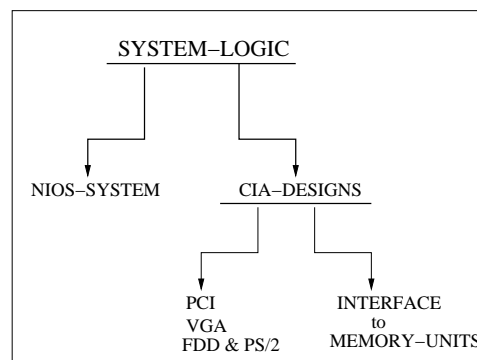 SYSTEM–LOGIC
NIOS–SYSTEM
CIA–DESIGNS
PCI
VGA
FDD & PS/2
INTERFACE
to
MEMORY–UNITS